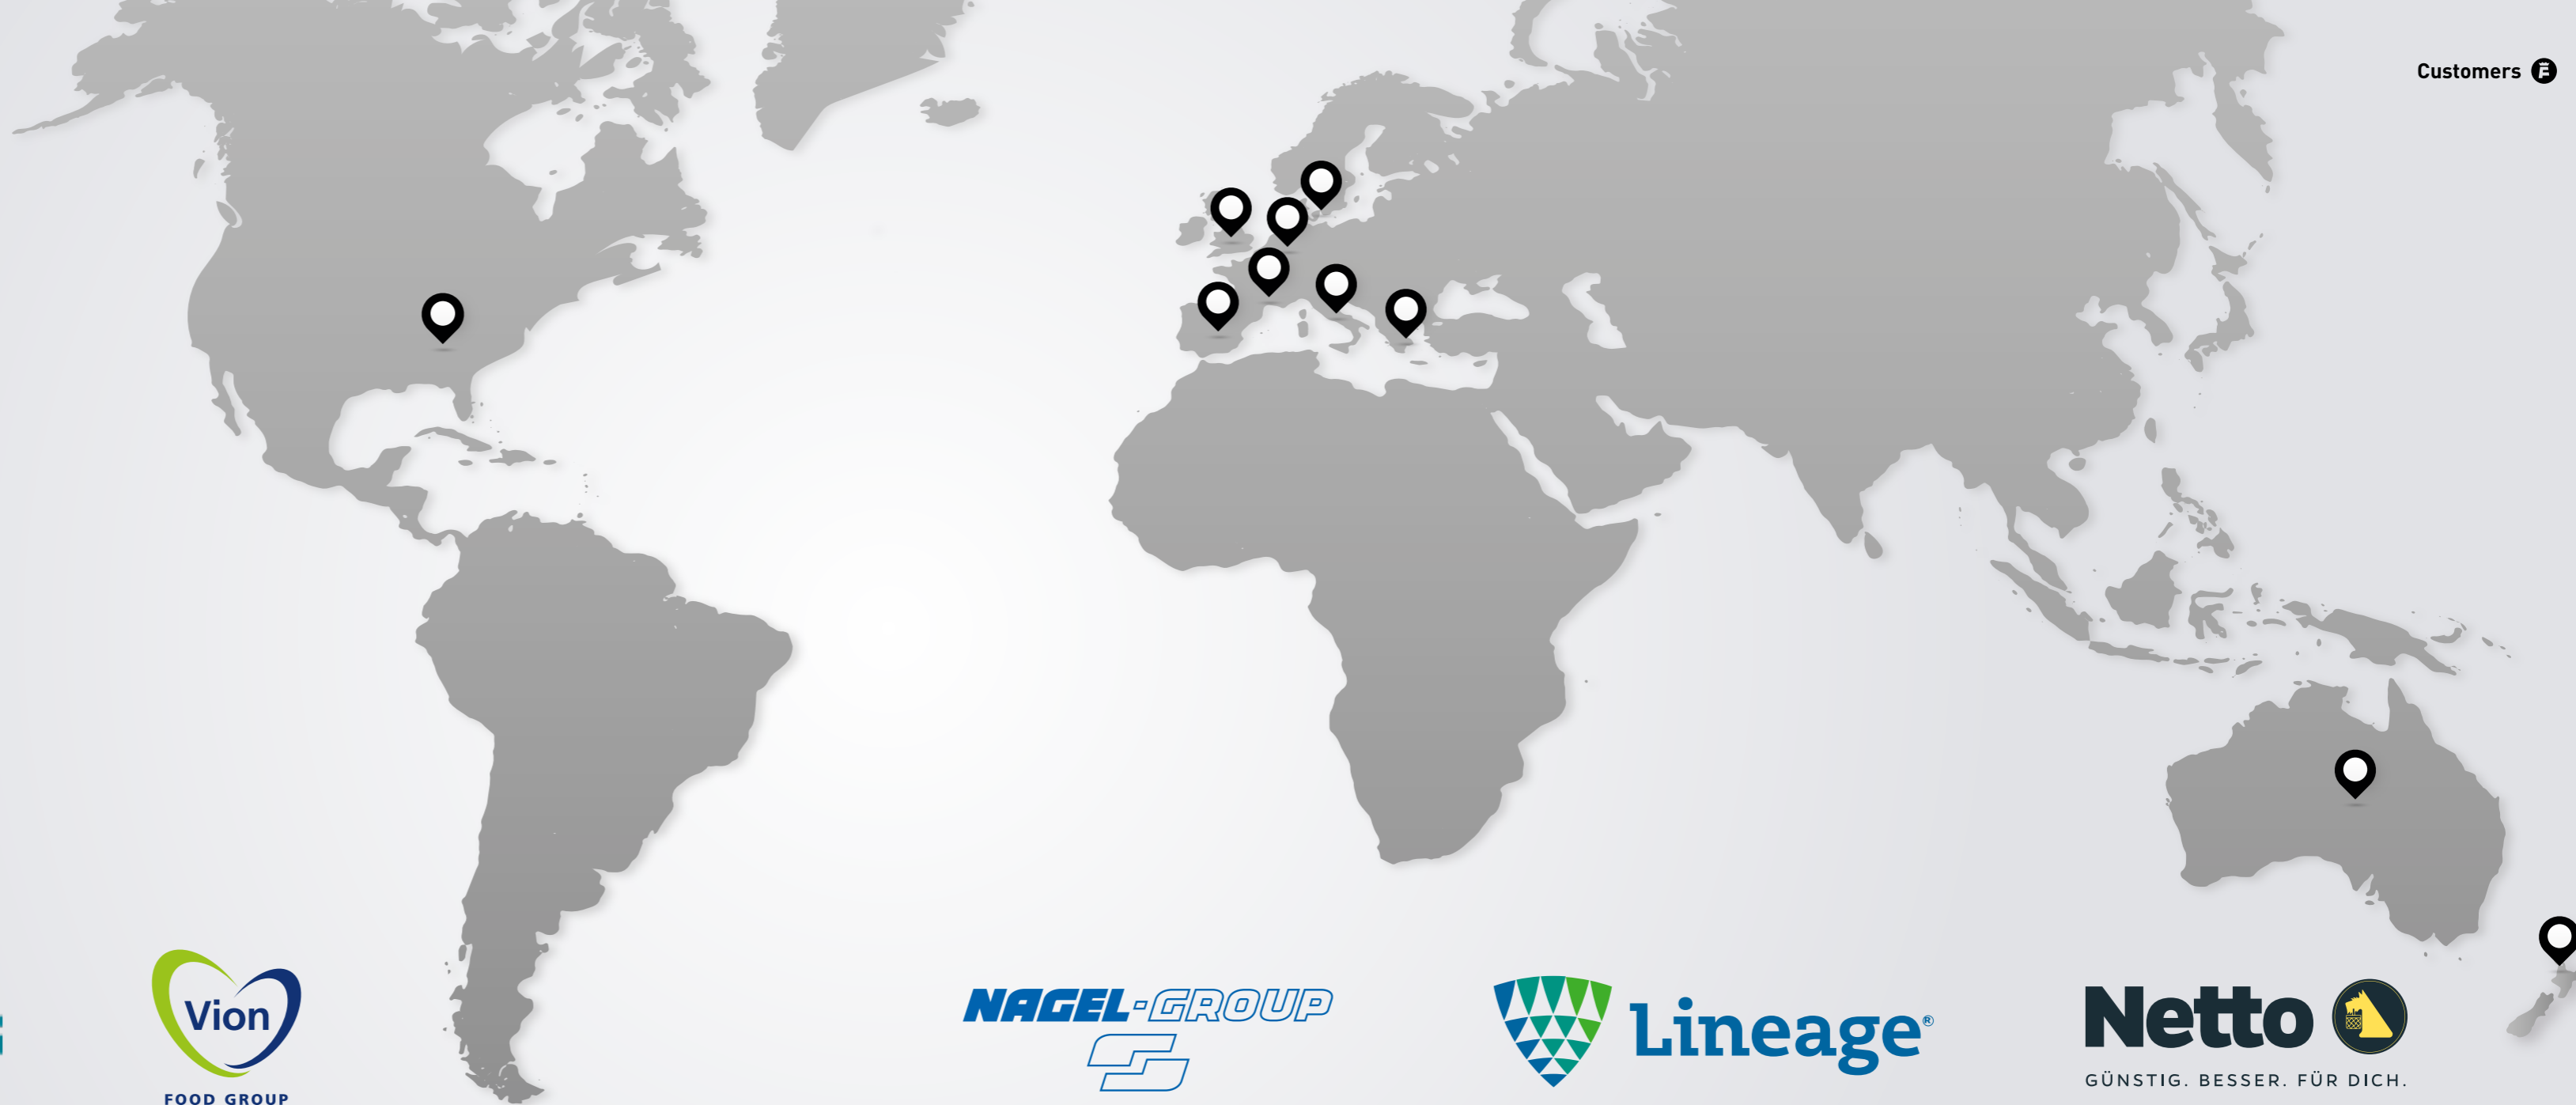 Customers
Vion
FOOD GROUP
NAGEL-GROUP
Lineage®
Netto
GÜNSTIG. BESSER. FÜR DICH.